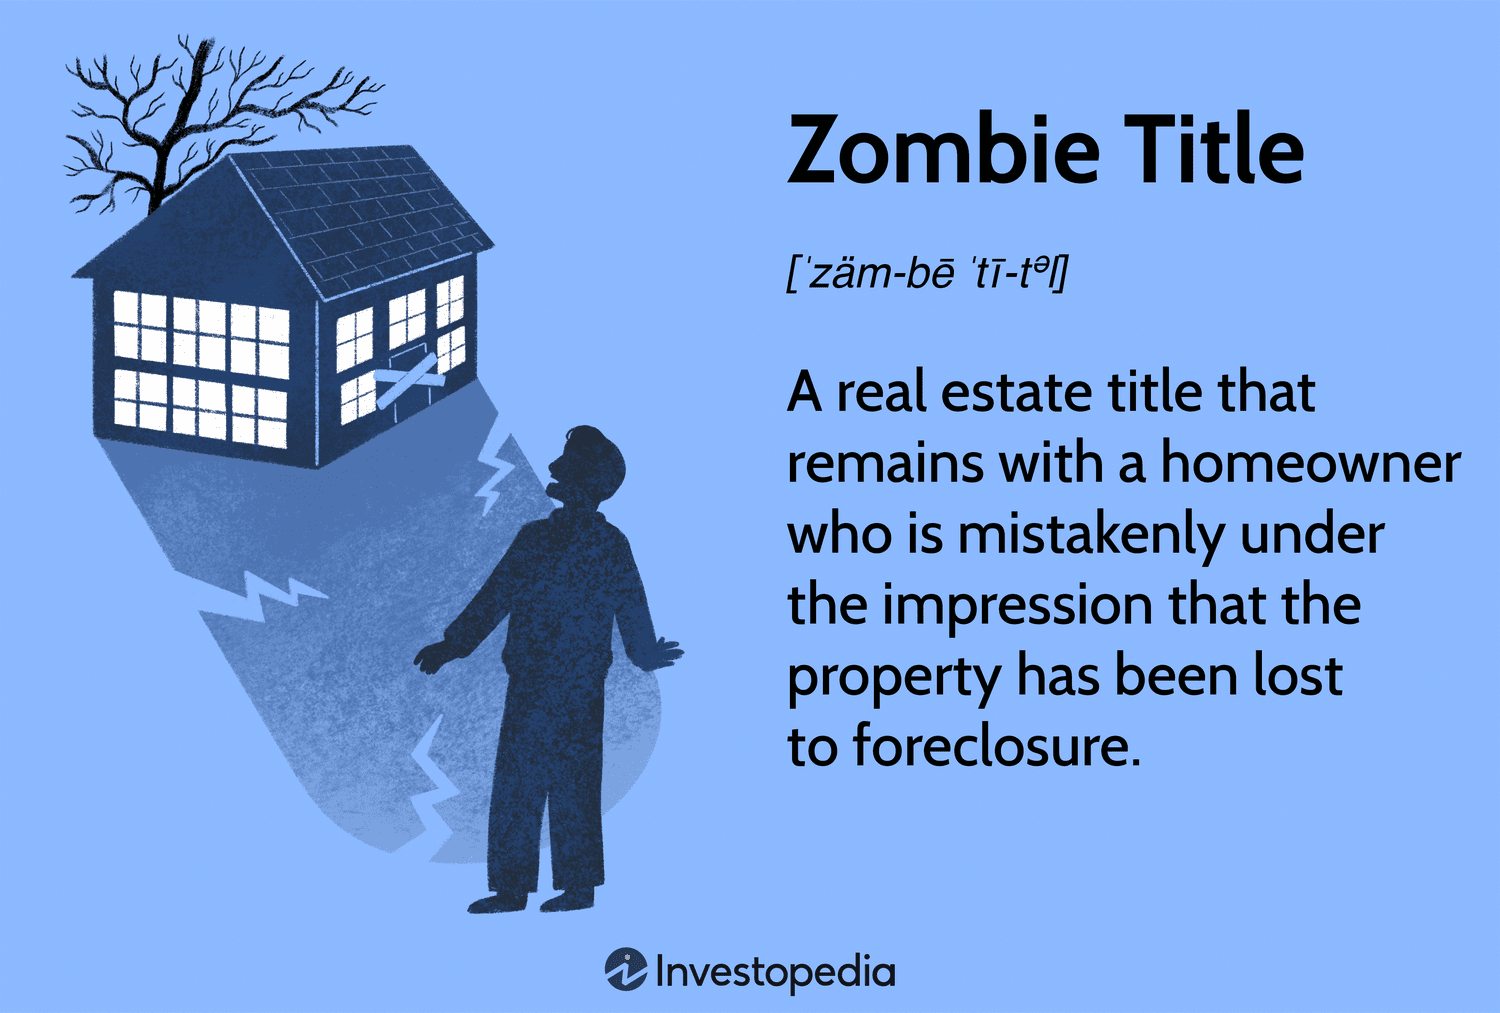 Zombie Title
[ˈzäm-bē ˈtī-tᵊl]
A real estate title that
remains with a homeowner
who is mistakenly under
the impression that the
property has been lost
to foreclosure.
Investopedia